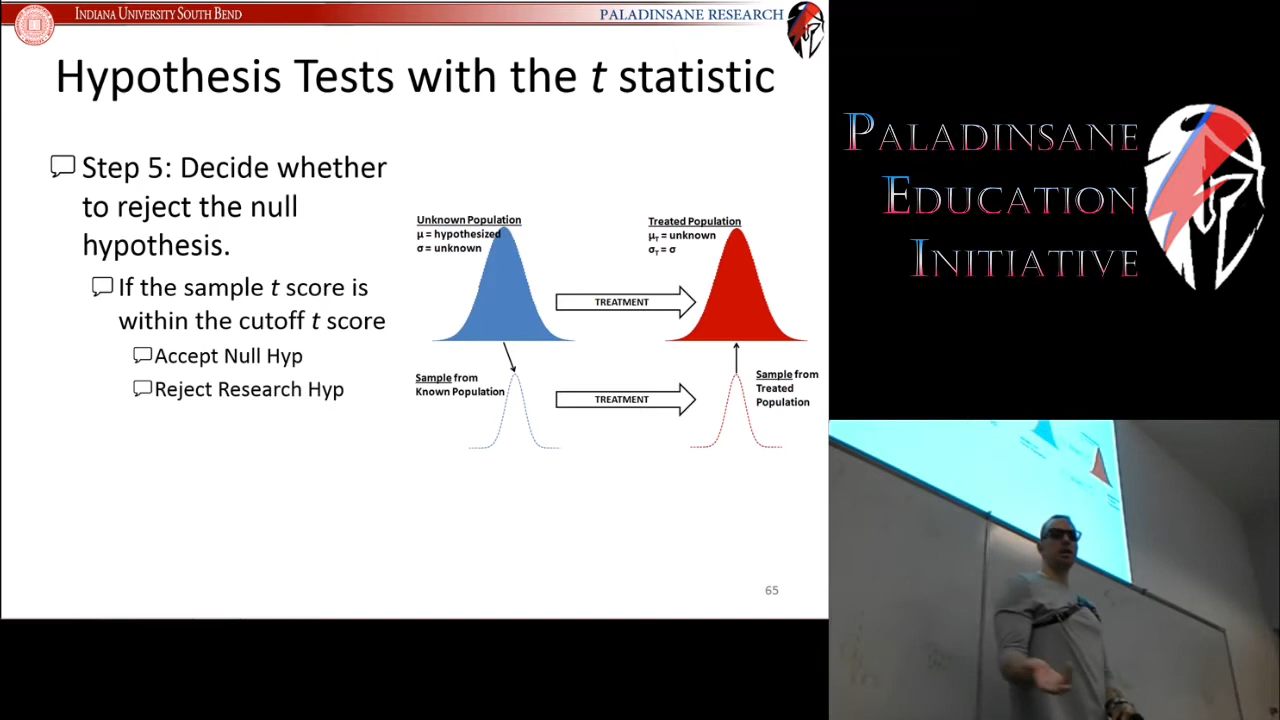 INDIANA UNIVERSITY SOUTH BEND
PALADINSANE RESEARCH
Hypothesis Tests with the t statistic
Step 5: Decide whether
to reject the null
hypothesis.
If the sample t score is
within the cutoff t score
Accept Null Hyp
Reject Research Hyp
Unknown Population
μ = hypothesized
σ = unknown
Treated Population
μT = unknown
σT = σ
TREATMENT
Sample from
Known Population
TREATMENT
Sample from
Treated
Population
65
PALADINSANE
EDUCATION
INITIATIVE